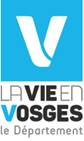 V
LA VIE EN
VOSGES
le Département